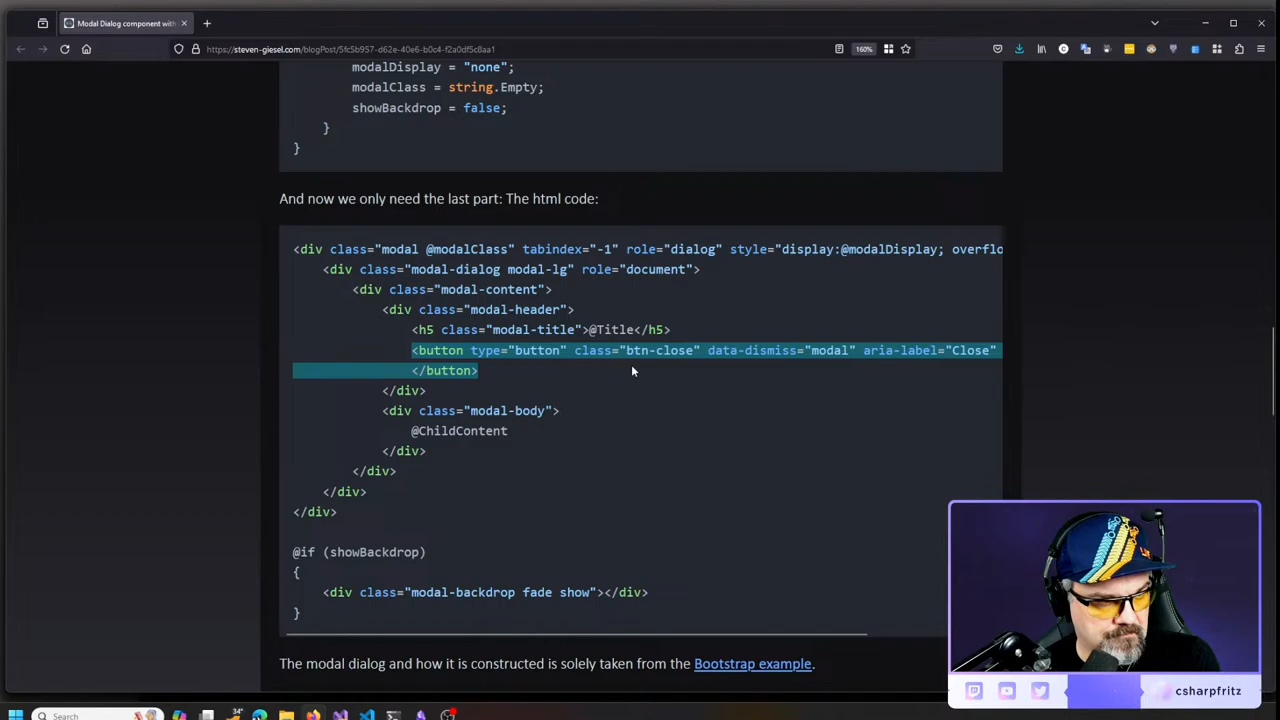 Modal Dialog component with
https://steven-giesel.com/blogPost/5fc5b957-d62e-40e6-b0c4-f2a0df5c8aa1
160%
modalDisplay = "none";
modalClass = string.Empty;
showBackdrop = false;
}
}
And now we only need the last part: The html code:
<div class="modal @modalClass" tabindex="-1" role="dialog" style="display:@modalDisplay; overflo
<div class="modal-dialog modal-lg" role="document">
<div class="modal-content">
<div class="modal-header">
<h5 class="modal-title">@Title</h5>
<button type="button" class="btn-close" data-dismiss="modal" aria-label="Close"
</button>
</div>
<div class="modal-body">
@ChildContent
</div>
</div>
</div>
</div>
@if (showBackdrop)
{
<div class="modal-backdrop fade show"></div>
}
The modal dialog and how it is constructed is solely taken from the Bootstrap example.
csharpfritz
Search
34°